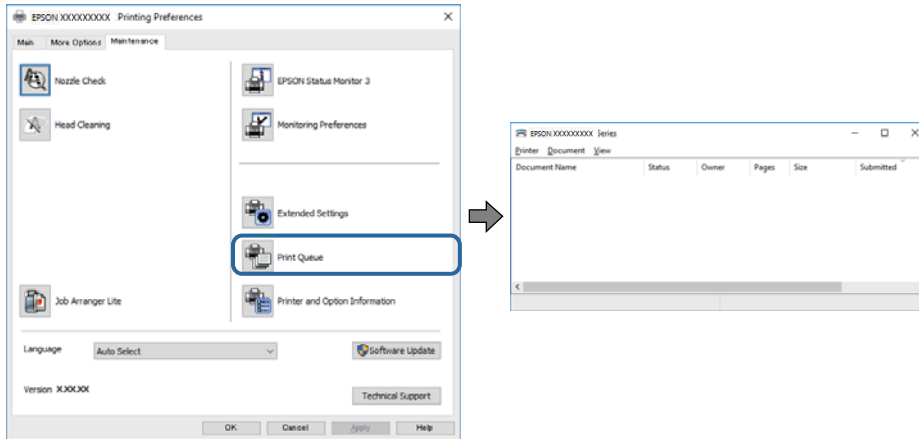 EPSON XXXXXXXXX Printing Preferences
Main More Options Maintenance
Nozzle Check
EPSON Status Monitor 3
Head Cleaning
Monitoring Preferences
Extended Settings
Print Queue
Job Arranger Lite
Printer and Option Information
Language Auto Select
Software Update
Version X.XX.XX
Technical Support
OK Cancel Apply Help
EPSON XXXXXXXXX Series
Printer Document View
Document Name Status Owner Pages Size Submitted